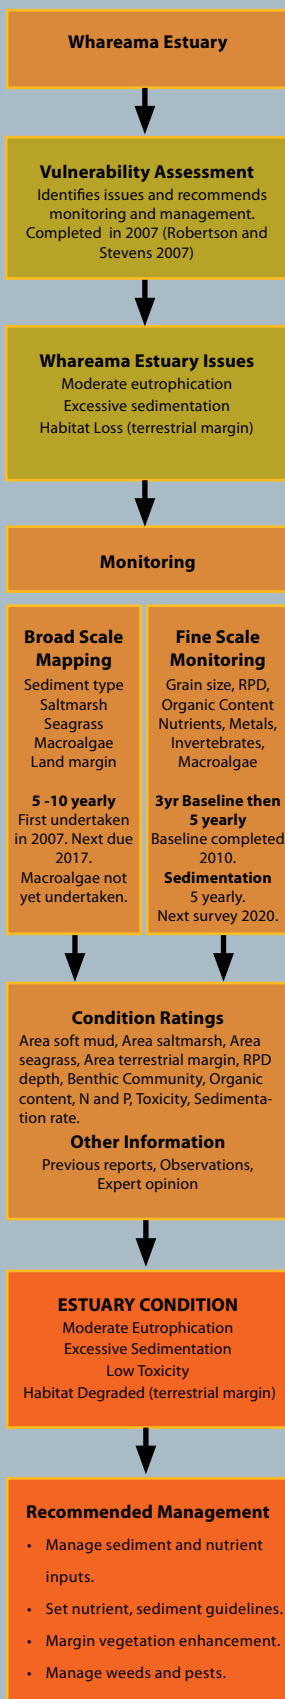 Whareama Estuary
Vulnerability Assessment
Identifies issues and recommends
monitoring and management.
Completed in 2007 (Robertson and
Stevens 2007)
Whareama Estuary Issues
Moderate eutrophication
Excessive sedimentation
Habitat Loss (terrestrial margin)
Monitoring
Broad Scale
Mapping
Sediment type
Saltmarsh
Seagrass
Macroalgae
Land margin
5 -10 yearly
First undertaken
in 2007. Next due
2017.
Macroalgae not
yet undertaken.
Fine Scale
Monitoring
Grain size, RPD,
Organic Content
Nutrients, Metals,
Invertebrates,
Macroalgae
3yr Baseline then
5 yearly
Baseline completed
2010.
Sedimentation
5 yearly.
Next survey 2020.
Condition Ratings
Area soft mud, Area saltmarsh, Area
seagrass, Area terrestrial margin, RPD
depth, Benthic Community, Organic
content, N and P, Toxicity, Sedimenta-
tion rate.
Other Information
Previous reports, Observations,
Expert opinion
ESTUARY CONDITION
Moderate Eutrophication
Excessive Sedimentation
Low Toxicity
Habitat Degraded (terrestrial margin)
Recommended Management
• Manage sediment and nutrient
inputs.
• Set nutrient, sediment guidelines.
• Margin vegetation enhancement.
• Manage weeds and pests.